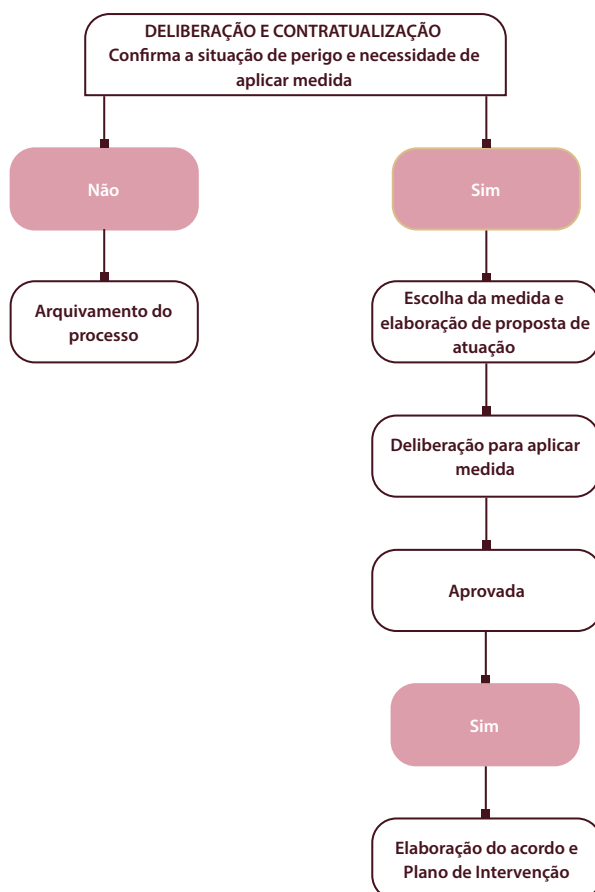 DELIBERAÇÃO E CONTRATUALIZAÇÃO
Confirma a situação de perigo e necessidade de
aplicar medida
Não
Sim
Arquivamento do
processo
Escolha da medida e
elaboração de proposta de
atuação
Deliberação para aplicar
medida
Aprovada
Sim
Elaboração do acordo e
Plano de Intervenção